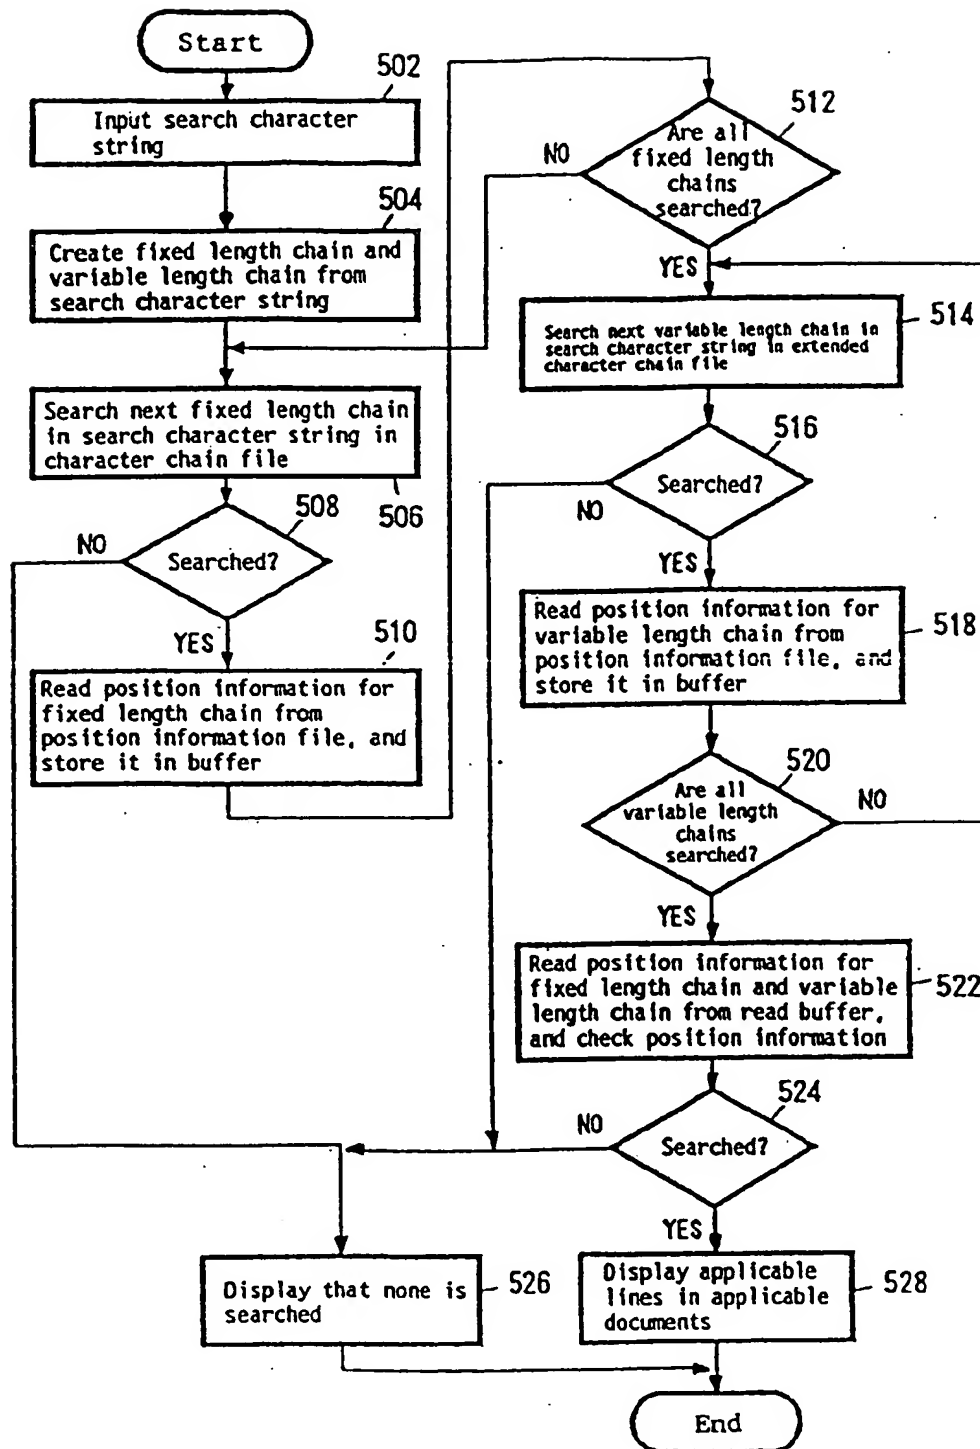 Start
502
Input search character
string
504
Create fixed length chain and
variable length chain from
search character string
Search next fixed length chain
in search character string in
character chain file
506
508
NO
Searched?
YES
510
Read position information for
fixed length chain from
position information file, and
store it in buffer
512
Are all
fixed length
chains
searched?
NO
YES
514
Search next variable length chain in
search character string in extended
character chain file
516
Searched?
NO
YES
Read position information for
variable length chain from
position information file, and
store it in buffer
518
520
Are all
variable length
chains
searched?
NO
YES
Read position information for
fixed length chain and variable
length chain from read buffer,
and check position information
522
524
NO
Searched?
YES
Display that none is
searched
526
Display applicable
lines in applicable
documents
528
End